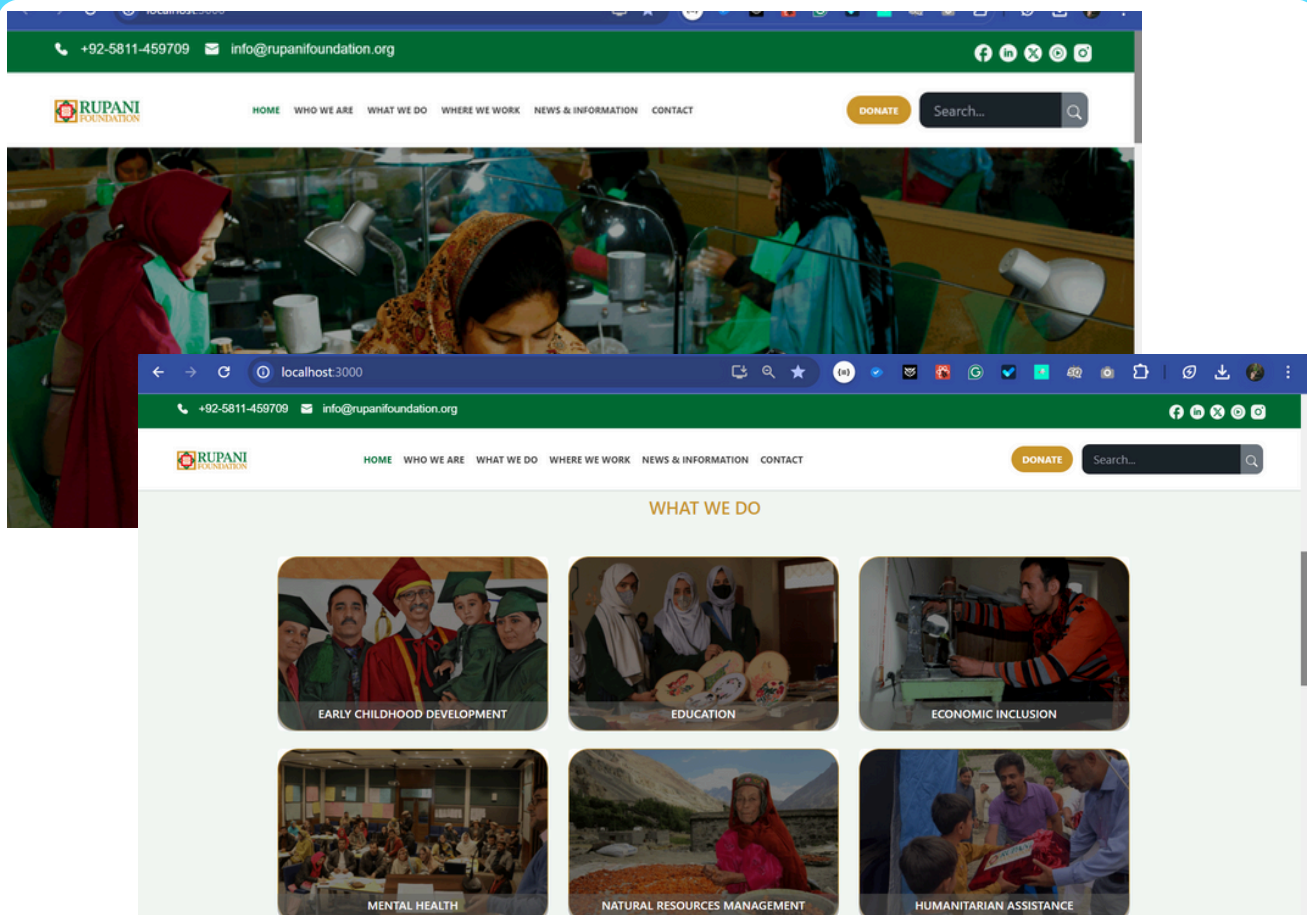 localhost:3000
+92-5811-459709 info@rupanifoundation.org
RUPANI
FOUNDATION
HOME WHO WE ARE WHAT WE DO WHERE WE WORK NEWS & INFORMATION CONTACT
DONATE Search...
localhost:3000
+92-5811-459709 info@rupanifoundation.org
RUPANI
FOUNDATION
HOME WHO WE ARE WHAT WE DO WHERE WE WORK NEWS & INFORMATION CONTACT
DONATE Search...
WHAT WE DO
EARLY CHILDHOOD DEVELOPMENT EDUCATION ECONOMIC INCLUSION
MENTAL HEALTH NATURAL RESOURCES MANAGEMENT HUMANITARIAN ASSISTANCE